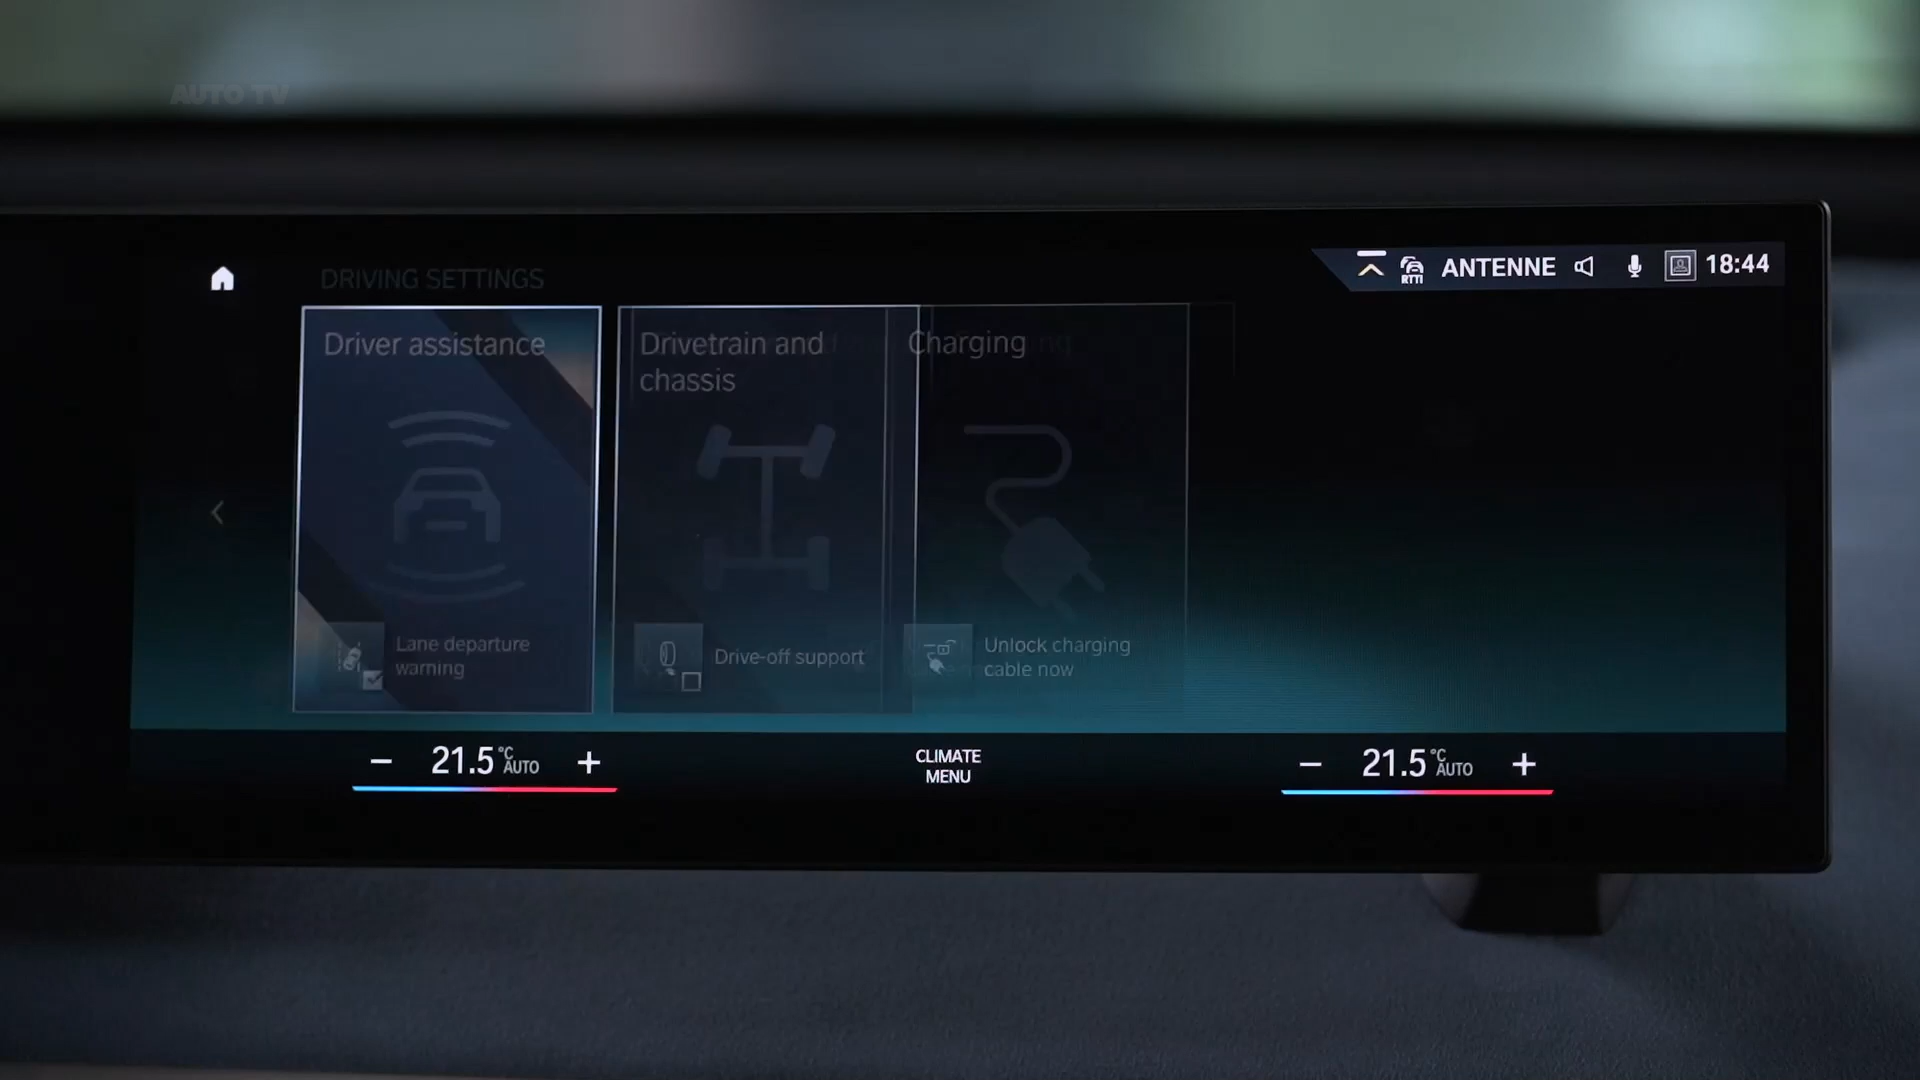 AUTO TV
DRIVING SETTINGS
RTTI
ANTENNE
18:44
Driver assistance
Drivetrain and
chassis
Charging
Lane departure
warning
Drive-off support
Unlock charging
cable now
− 21.5 °C AUTO +
CLIMATE
MENU
− 21.5 °C AUTO +